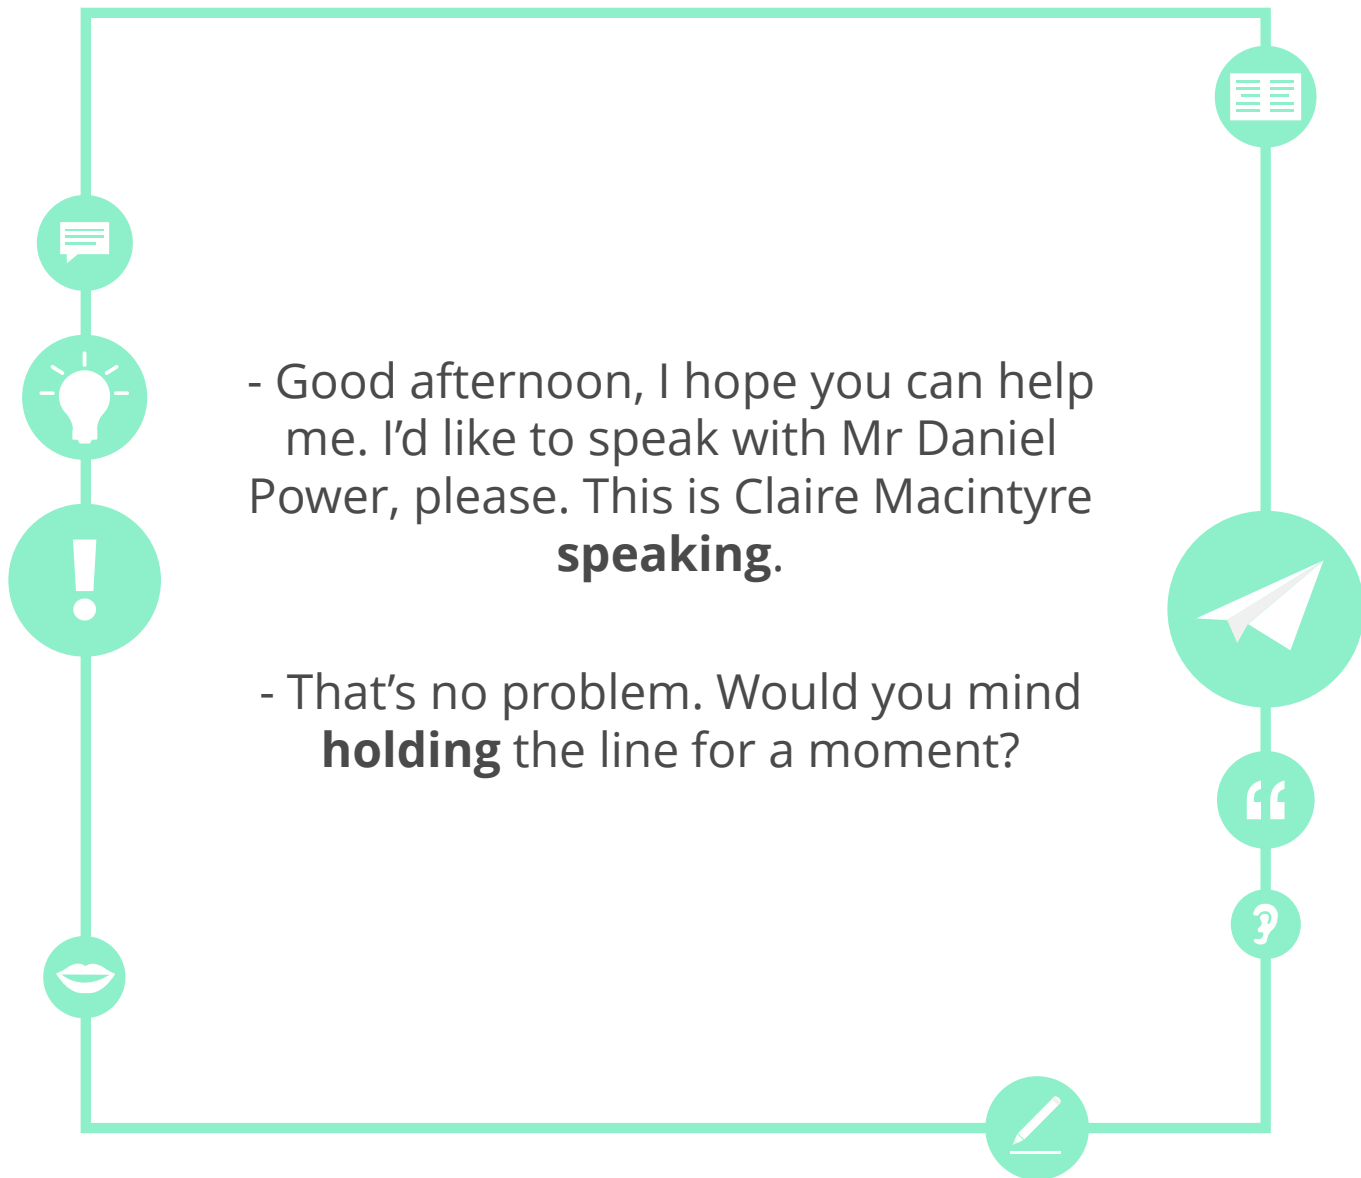 - Good afternoon, I hope you can help
me. I’d like to speak with Mr Daniel
Power, please. This is Claire Macintyre
speaking.
- That’s no problem. Would you mind
holding the line for a moment?